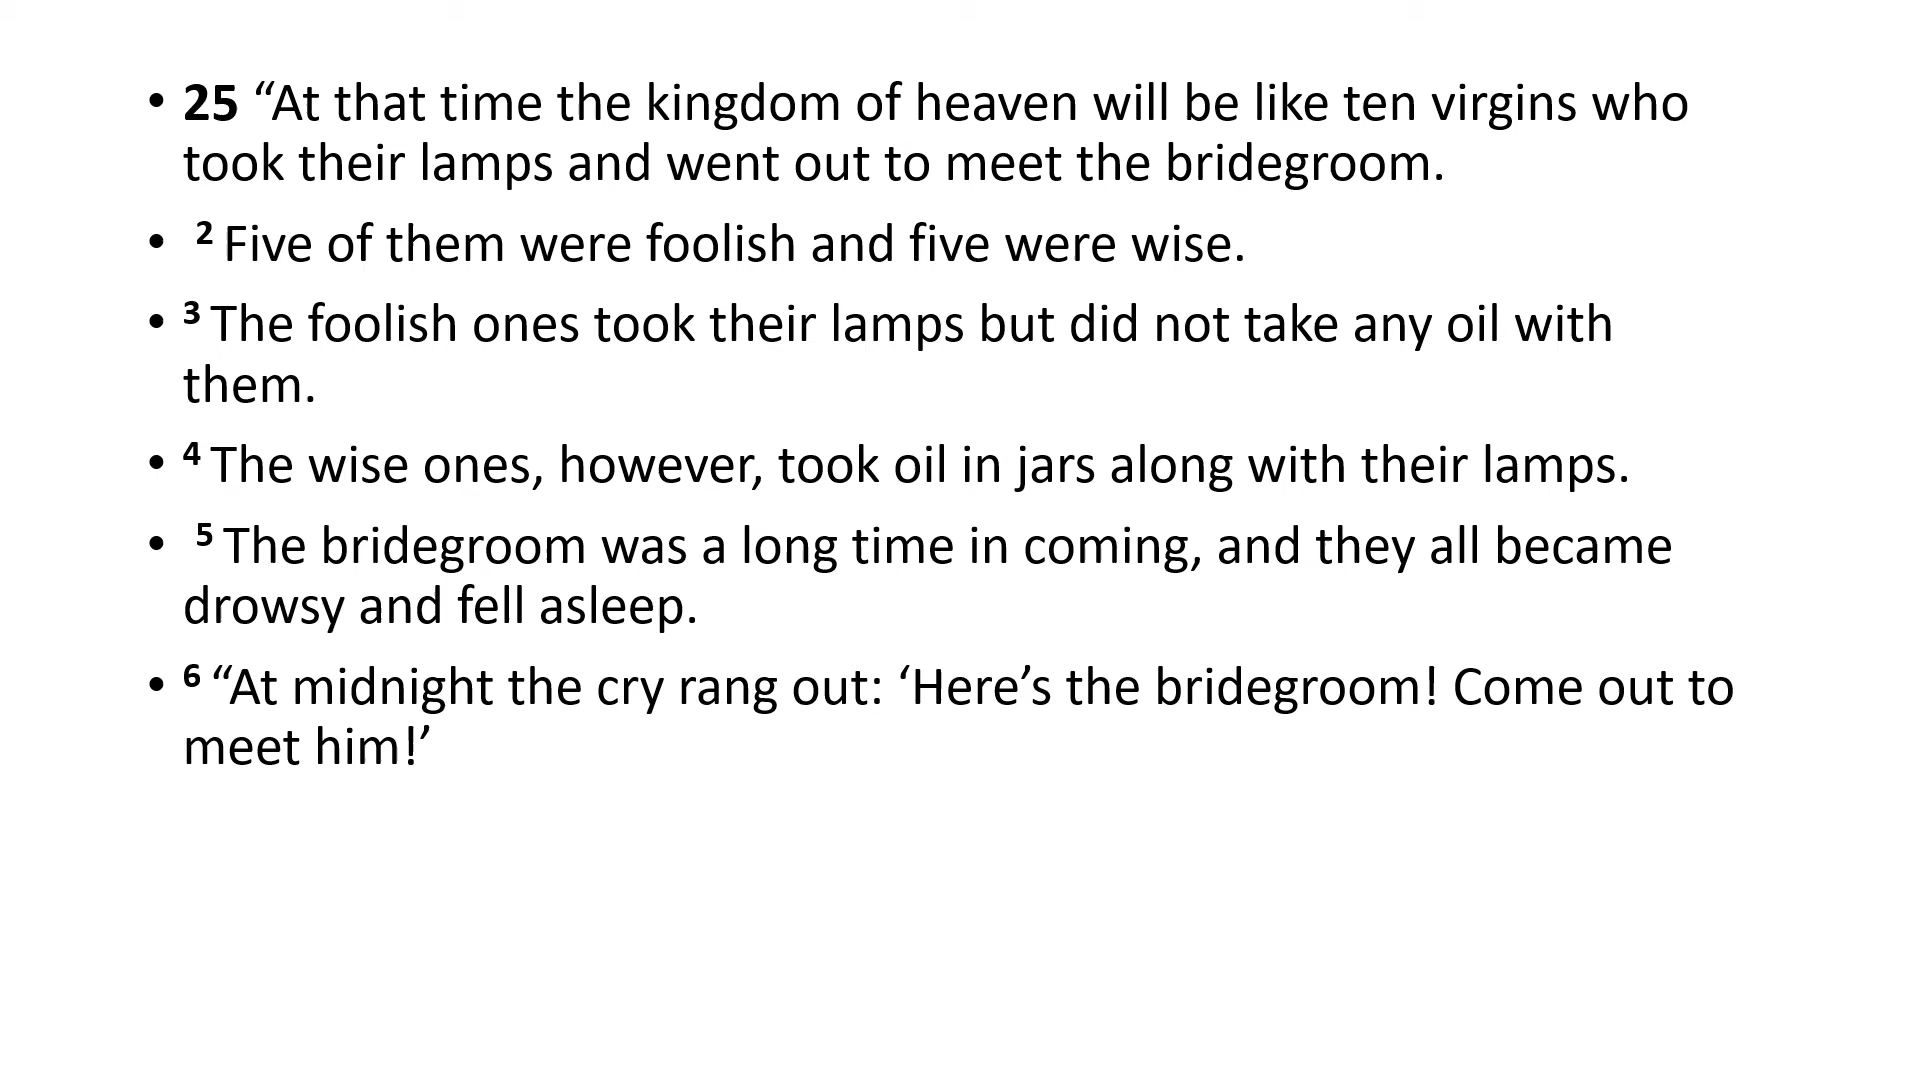 • 25 “At that time the kingdom of heaven will be like ten virgins who
took their lamps and went out to meet the bridegroom.
• 2 Five of them were foolish and five were wise.
• 3 The foolish ones took their lamps but did not take any oil with
them.
• 4 The wise ones, however, took oil in jars along with their lamps.
• 5 The bridegroom was a long time in coming, and they all became
drowsy and fell asleep.
• 6 “At midnight the cry rang out: ‘Here’s the bridegroom! Come out to
meet him!’